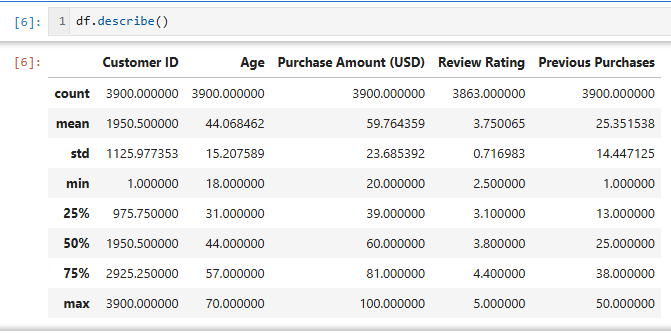 [6]: 1 df.describe()
[6]: Customer ID Age Purchase Amount (USD) Review Rating Previous Purchases
count 3900.000000 3900.000000 3900.000000 3863.000000 3900.000000
mean 1950.500000 44.068462 59.764359 3.750065 25.351538
std 1125.977353 15.207589 23.685392 0.716983 14.447125
min 1.000000 18.000000 20.000000 2.500000 1.000000
25% 975.750000 31.000000 39.000000 3.100000 13.000000
50% 1950.500000 44.000000 60.000000 3.800000 25.000000
75% 2925.250000 57.000000 81.000000 4.400000 38.000000
max 3900.000000 70.000000 100.000000 5.000000 50.000000